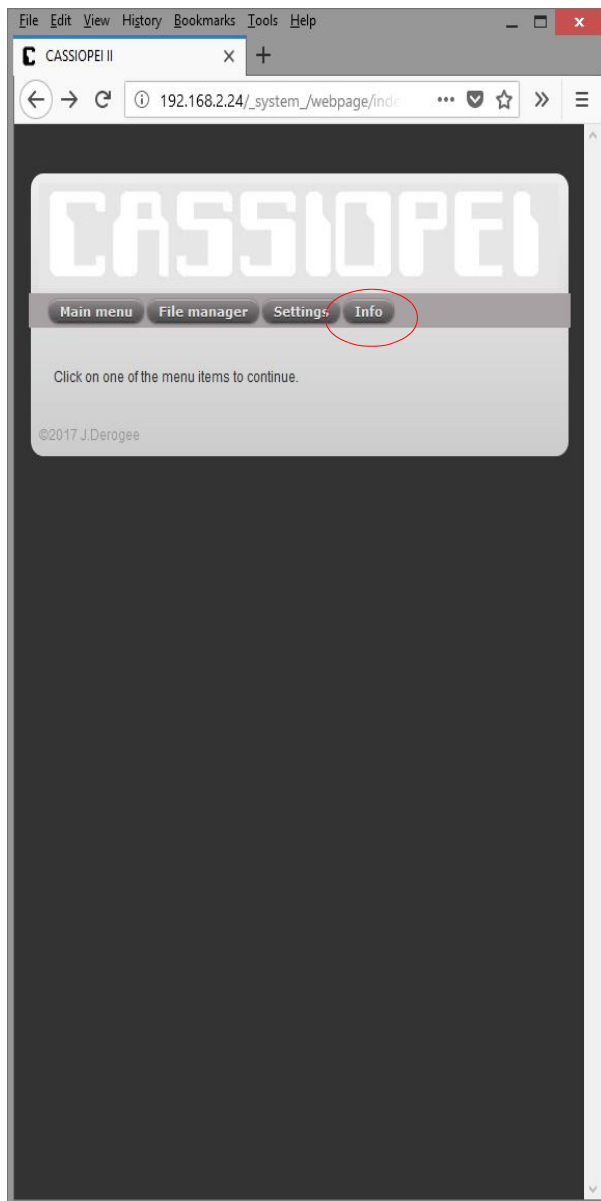 File Edit View History Bookmarks Tools Help
CASSIOPEI II
192.168.2.24/_system_/webpage/inde
CASSIOPEI
Main menu File manager Settings Info
Click on one of the menu items to continue.
©2017 J.Derogee